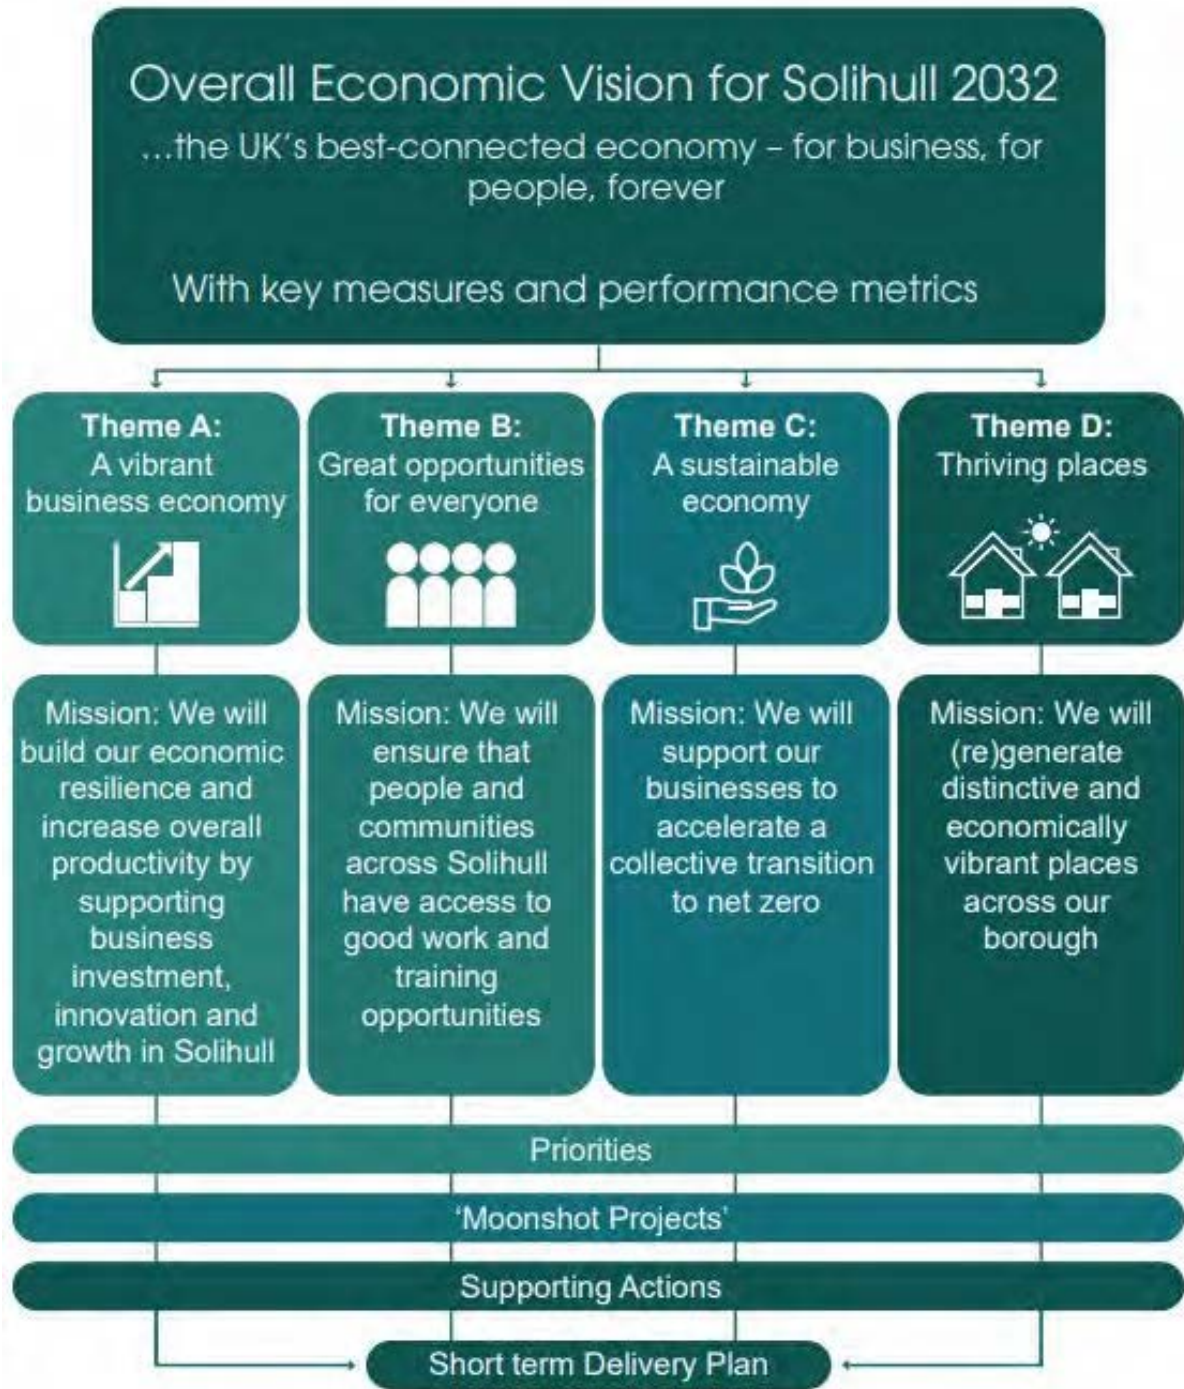 Overall Economic Vision for Solihull 2032
...the UK's best-connected economy – for business, for
people, forever
With key measures and performance metrics
Theme A:
A vibrant
business economy
Theme B:
Great opportunities
for everyone
Theme C:
A sustainable
economy
Theme D:
Thriving places
Mission: We will
build our economic
resilience and
increase overall
productivity by
supporting
business
investment,
innovation and
growth in Solihull
Mission: We will
ensure that
people and
communities
across Solihull
have access to
good work and
training
opportunities
Mission: We will
support our
businesses to
accelerate a
collective transition
to net zero
Mission: We will
(re)generate
distinctive and
economically
vibrant places
across our
borough
Priorities
'Moonshot Projects'
Supporting Actions
Short term Delivery Plan